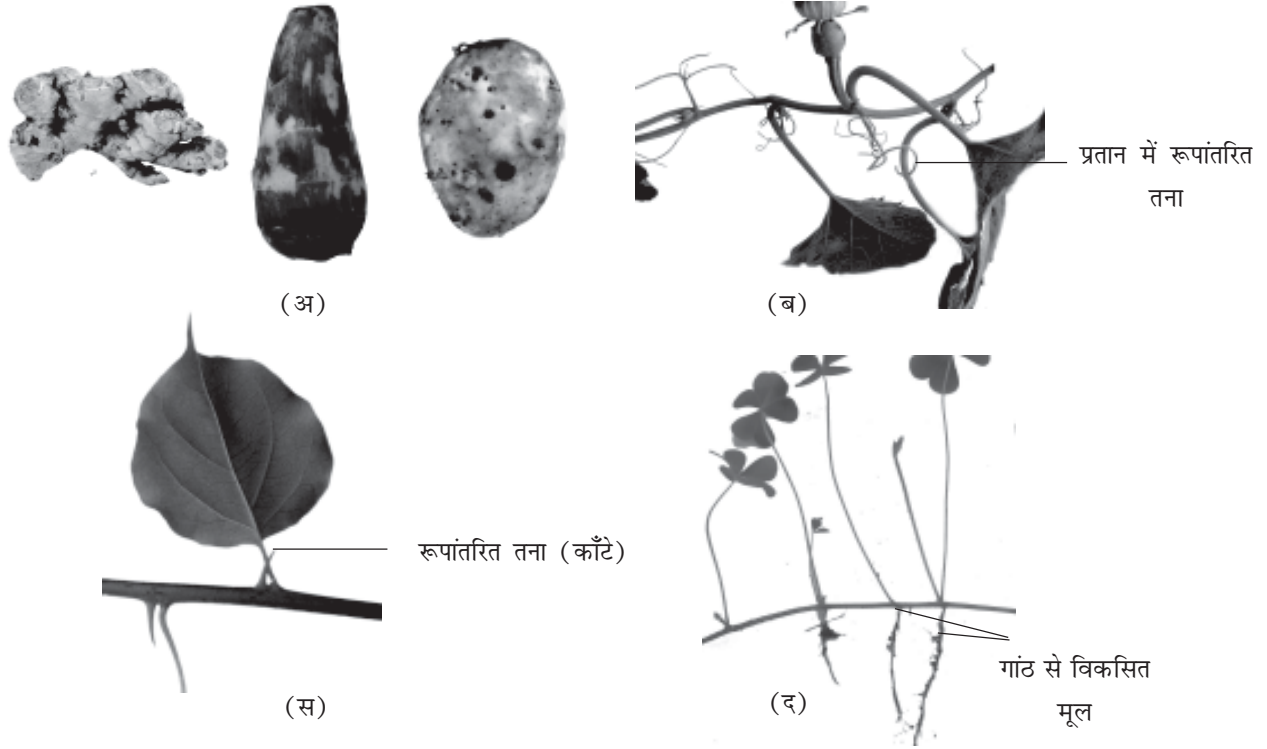 प्रतान में रूपांतरित
तना
(अ)
(ब)
रूपांतरित तना (काँटे)
गांठ से विकसित
मूल
(स)
(द)